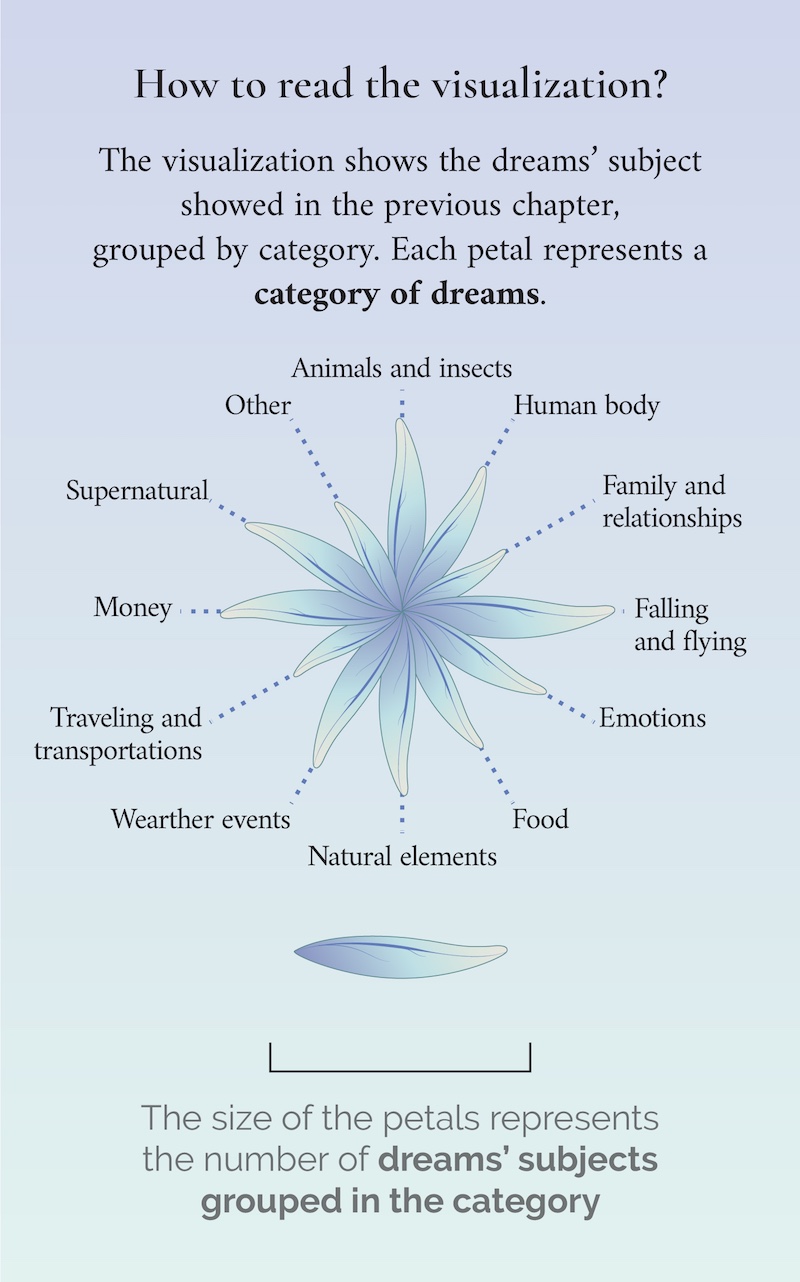 How to read the visualization?
The visualization shows the dreams’ subject
showed in the previous chapter,
grouped by category. Each petal represents a
category of dreams.
Animals and insects
Other
Human body
Supernatural
Family and
relationships
Money
Falling
and flying
Traveling and
transportations
Emotions
Wearther events
Food
Natural elements
The size of the petals represents
the number of dreams’ subjects
grouped in the category